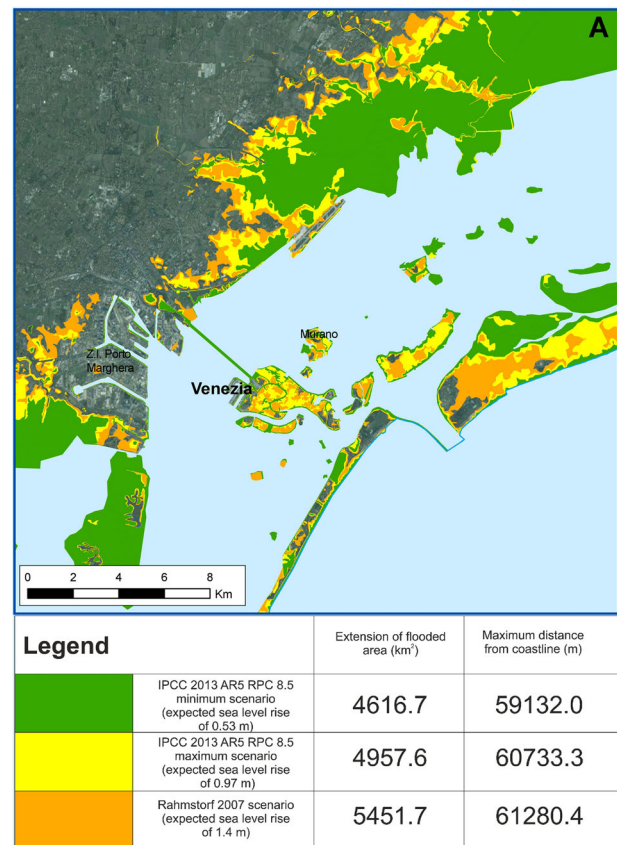 A
Murano
Z.I. Porto
Marghera
Venezia
0 2 4 6 8
Km
Legend
Extension of flooded
area (km²)
Maximum distance
from coastline (m)
IPCC 2013 AR5 RPC 8.5
minimum scenario
(expected sea level rise
of 0.53 m)
4616.7
59132.0
IPCC 2013 AR5 RPC 8.5
maximum scenario
(expected sea level rise
of 0.97 m)
4957.6
60733.3
Rahmstorf 2007 scenario
(expected sea level rise
of 1.4 m)
5451.7
61280.4